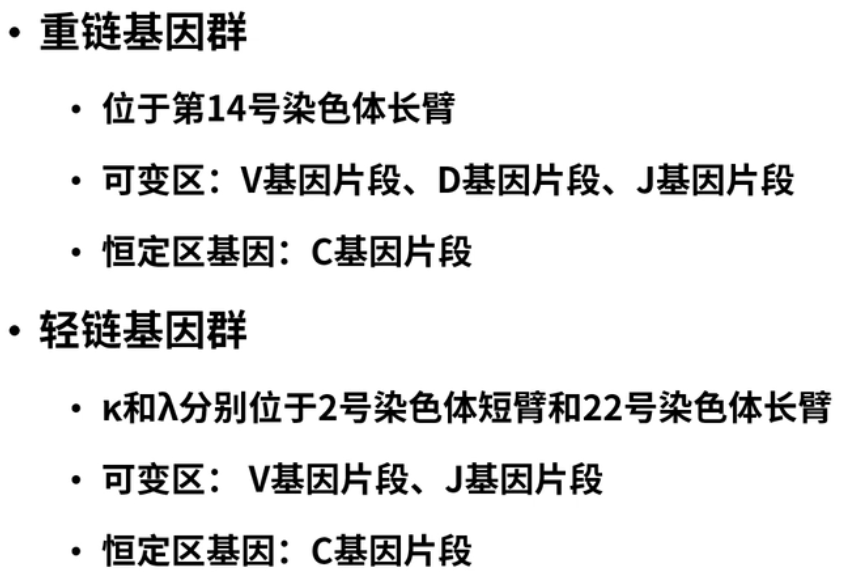 • 重链基因群
• 位于第14号染色体长臂
• 可变区：V基因片段、D基因片段、J基因片段
• 恒定区基因：C基因片段
• 轻链基因群
• κ和λ分别位于2号染色体短臂和22号染色体长臂
• 可变区： V基因片段、J基因片段
• 恒定区基因：C基因片段